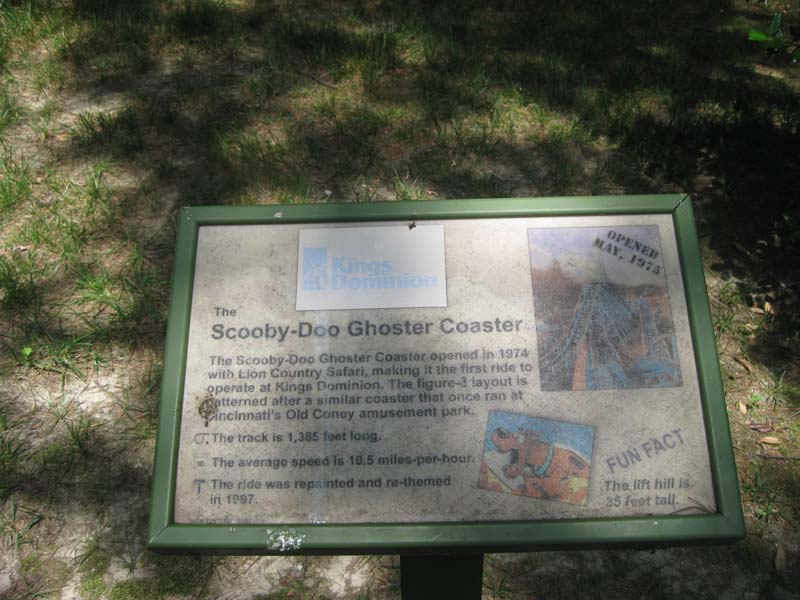 Kings
Dominion
OPENED
MAY, 1975
The
Scooby-Doo Ghoster Coaster
The Scooby-Doo Ghoster Coaster opened in 1974
with Lion Country Safari, making it the first ride to
operate at Kings Dominion. The figure-8 layout is
patterned after a similar coaster that once ran at
Cincinnati's Old Coney amusement park.
The track is 1,385 feet long.
The average speed is 10.5 miles-per-hour.
The ride was repainted and re-themed
in 1997.
FUN FACT
The lift hill is
35 feet tall.